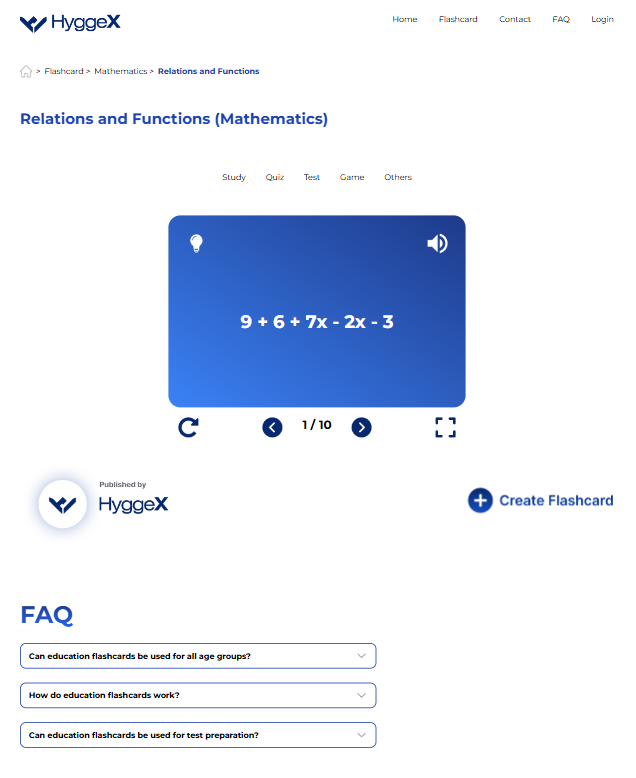 HyggeX
Home Flashcard Contact FAQ Login
> Flashcard > Mathematics > Relations and Functions
Relations and Functions (Mathematics)
Study Quiz Test Game Others
9 + 6 + 7x - 2x - 3
1 / 10
Published by
HyggeX
Create Flashcard
FAQ
Can education flashcards be used for all age groups?
How do education flashcards work?
Can education flashcards be used for test preparation?